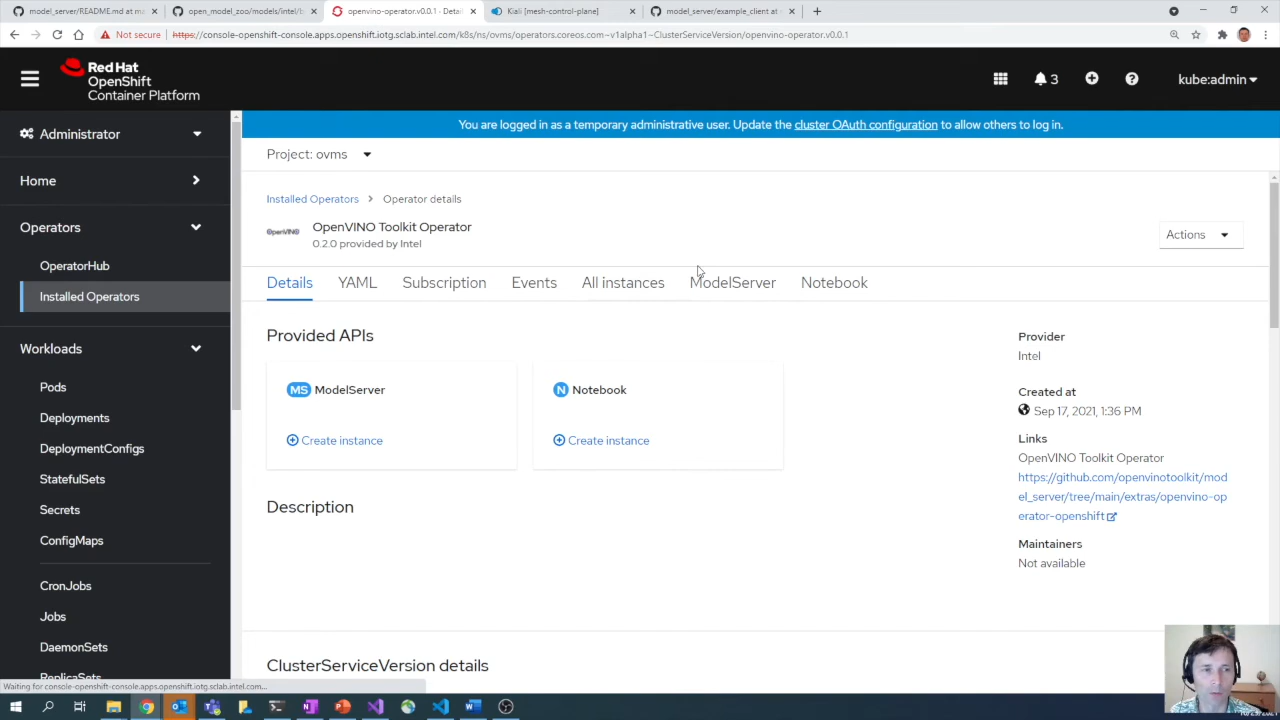 model_server/README.md at ma
open_model_zoo/models/intel/
openvino-operator.v0.0.1 - Detai
Kiali [mesh-control-plane]
model_server/example_client at
Not secure
https://console-openshift-console.apps.openshift.iotg.sclab.intel.com/k8s/ns/ovms/operators.coreos.com~v1alpha1~ClusterServiceVersion/openvino-operator.v0.0.1
Red Hat
OpenShift
Container Platform
3
kube:admin
You are logged in as a temporary administrative user. Update the cluster OAuth configuration to allow others to log in.
Administrator
Home
Operators
OperatorHub
Installed Operators
Workloads
Pods
Deployments
DeploymentConfigs
StatefulSets
Secrets
ConfigMaps
CronJobs
Jobs
DaemonSets
ReplicaSets
Project: ovms
Installed Operators
Operator details
OpenVINO
OpenVINO Toolkit Operator
0.2.0 provided by Intel
Actions
Details
YAML
Subscription
Events
All instances
ModelServer
Notebook
Provided APIs
MS ModelServer
Create instance
N Notebook
Create instance
Description
Provider
Intel
Created at
Sep 17, 2021, 1:36 PM
Links
OpenVINO Toolkit Operator
https://github.com/openvinotoolkit/mod
el_server/tree/main/extras/openvino-op
erator-openshift
Maintainers
Not available
ClusterServiceVersion details
Waiting for console-openshift-console.apps.openshift.iotg.sclab.intel.com...